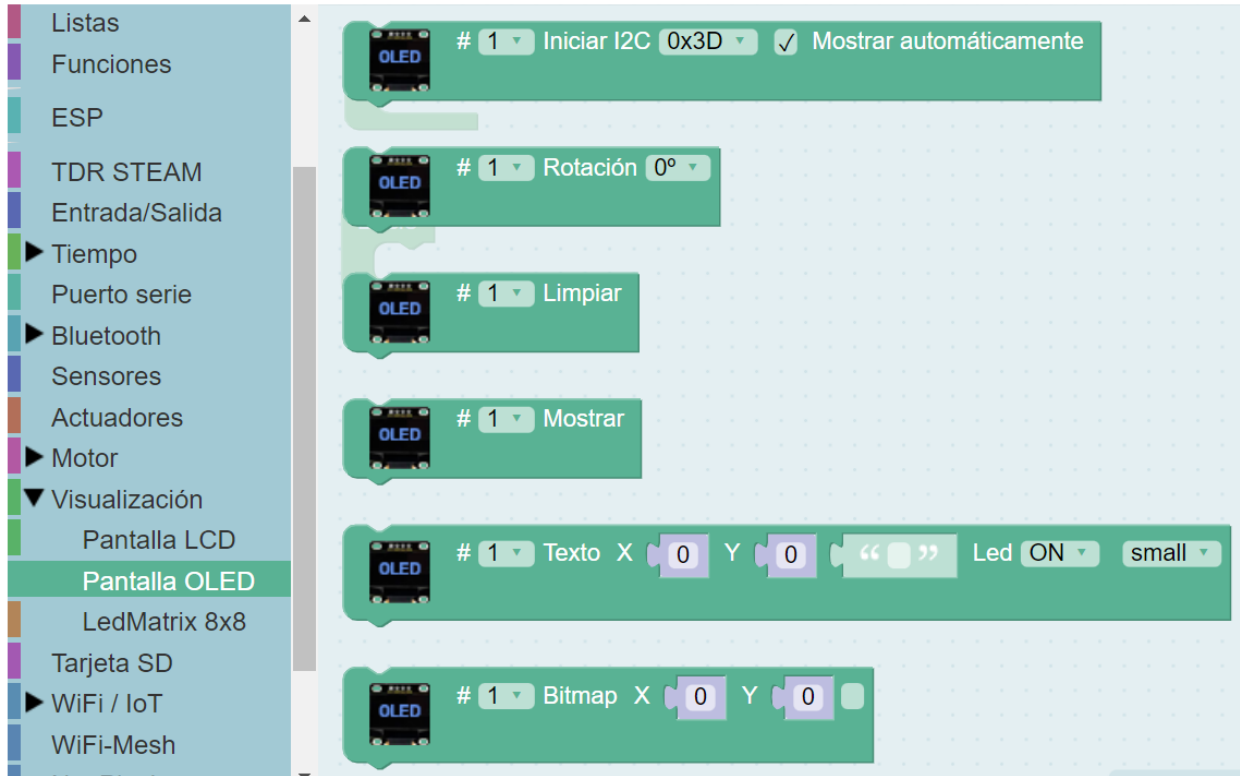 Listas
Funciones
ESP
TDR STEAM
Entrada/Salida
Tiempo
Puerto serie
Bluetooth
Sensores
Actuadores
Motor
Visualización
Pantalla LCD
Pantalla OLED
LedMatrix 8x8
Tarjeta SD
WiFi / IoT
WiFi-Mesh
OLED # 1 Iniciar I2C 0x3D ✓ Mostrar automáticamente
OLED # 1 Rotación 0º
OLED # 1 Limpiar
OLED # 1 Mostrar
OLED # 1 Texto X 0 Y 0 “ ” Led ON small
OLED # 1 Bitmap X 0 Y 0